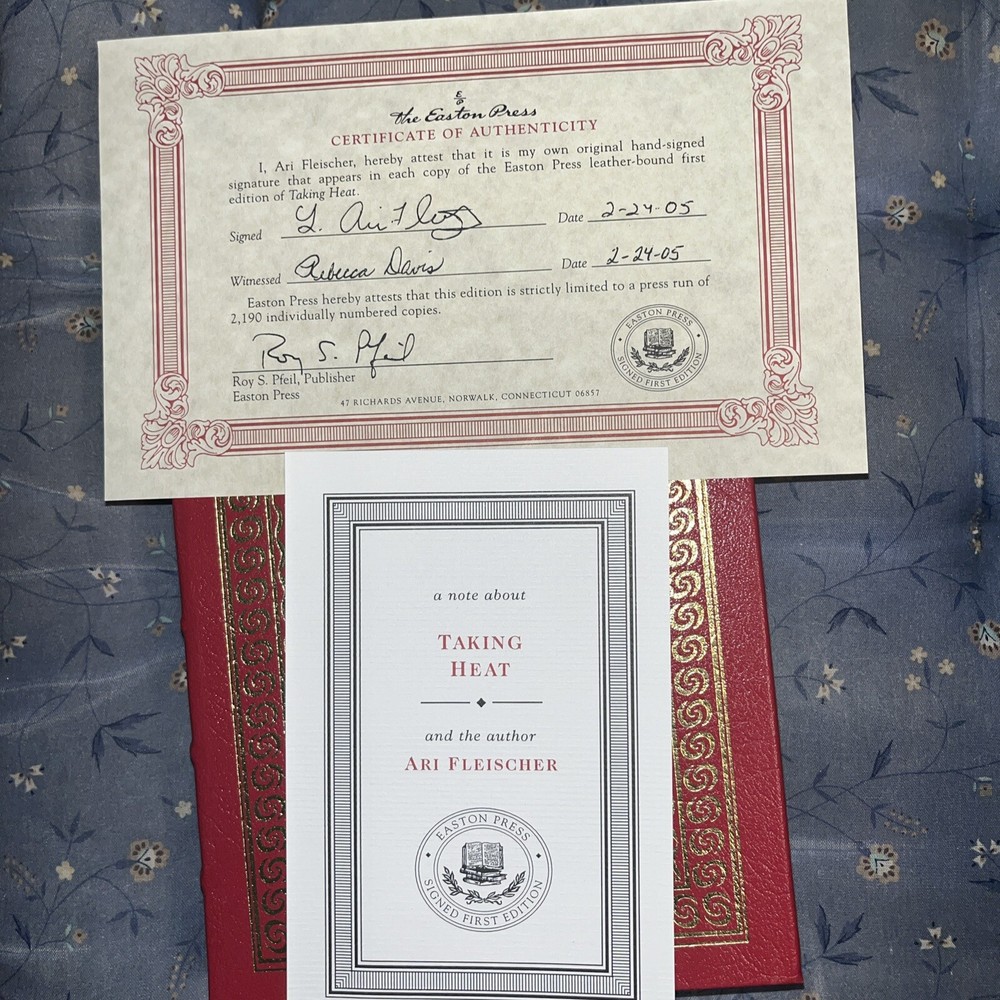 E
P
the Easton Press
CERTIFICATE OF AUTHENTICITY
I, Ari Fleischer, hereby attest that it is my own original hand-signed
signature that appears in each copy of the Easton Press leather-bound first
edition of Taking Heat.
Signed
Date 2-24-05
Witnessed Rebecca Davis
Date 2-24-05
Easton Press hereby attests that this edition is strictly limited to a press run of
2,190 individually numbered copies.
Roy S. Pfeil
Roy S. Pfeil, Publisher
Easton Press
47 RICHARDS AVENUE, NORWALK, CONNECTICUT 06857
EASTON PRESS
SIGNED FIRST EDITION
a note about
TAKING
HEAT
and the author
ARI FLEISCHER
EASTON PRESS
SIGNED FIRST EDITION